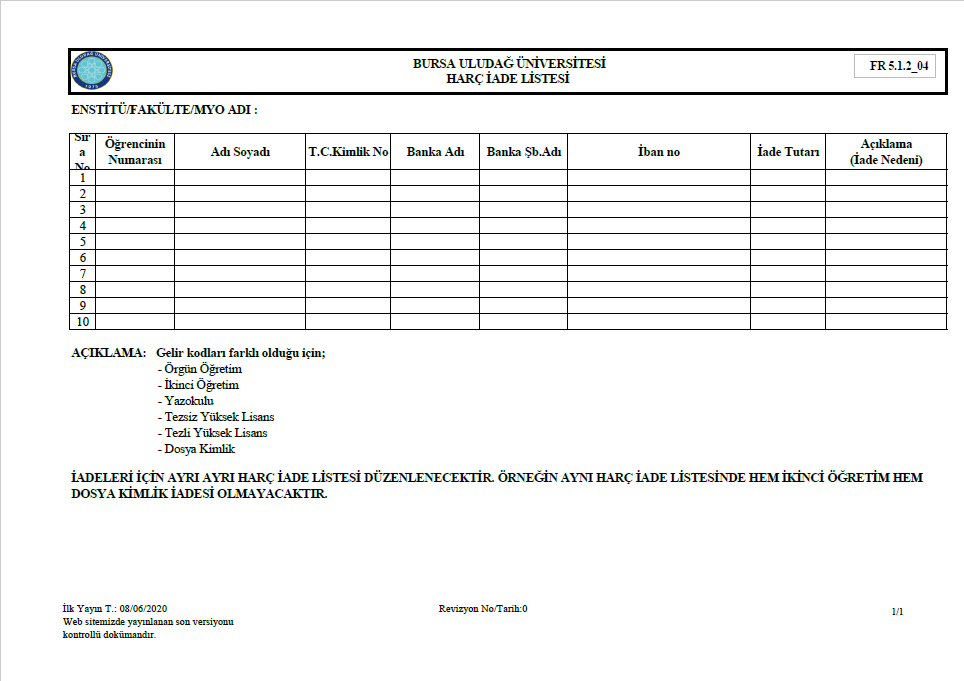 BURSA ULUDAĞ ÜNİVERSİTESİ
HARÇ İADE LİSTESİ
FR 5.1.2_04
ENSTİTÜ/FAKÜLTE/MYO ADI :
Sır
a
No
Öğrencinin
Numarası
Adı Soyadı
T.C.Kimlik No
Banka Adı
Banka Şb.Adı
İban no
İade Tutarı
Açıklama
(İade Nedeni)
1
2
3
4
5
6
7
8
9
10
AÇIKLAMA: Gelir kodları farklı olduğu için;
- Örgün Öğretim
- İkinci Öğretim
- Yazokulu
- Tezsiz Yüksek Lisans
- Tezli Yüksek Lisans
- Dosya Kimlik
İADELERİ İÇİN AYRI AYRI HARÇ İADE LİSTESİ DÜZENLENECEKTİR. ÖRNEĞİN AYNI HARÇ İADE LİSTESİNDE HEM İKİNCİ ÖĞRETİM HEM
DOSYA KİMLİK İADESİ OLMAYACAKTIR.
İlk Yayın T.: 08/06/2020
Web sitemizde yayınlanan son versiyonu
kontrollü dokümandır.
Revizyon No/Tarih:0
1/1